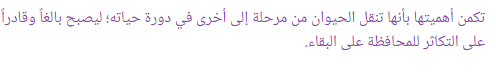 تكمن أهميتها بأنها تنقل الحيوان من مرحلة إلى أخرى في دورة حياته؛ ليصبح بالغاً وقادراً
على التكاثر للمحافظة على البقاء.